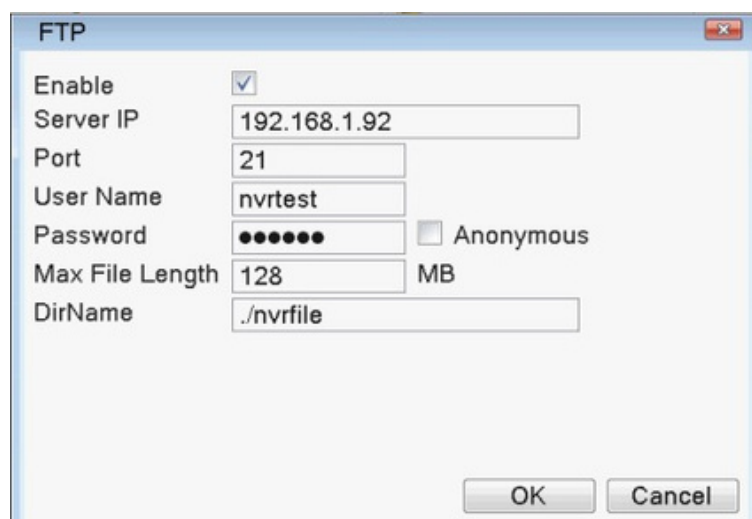 FTP
Enable
Server IP 192.168.1.92
Port 21
User Name nvrtest
Password ●●●●●● Anonymous
Max File Length 128 MB
DirName ./nvrfile
OK Cancel